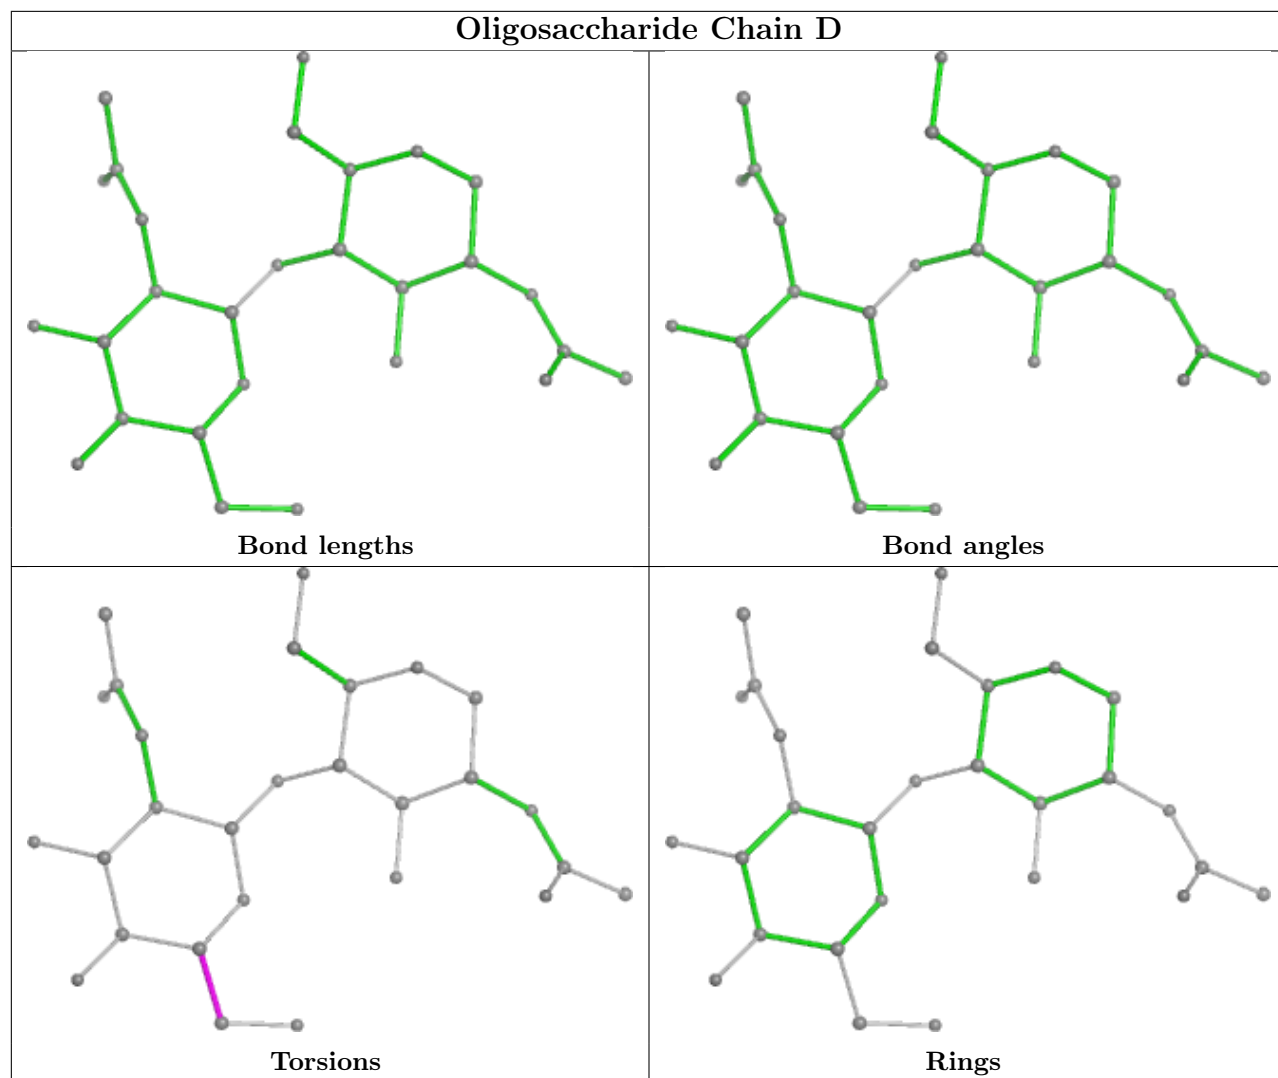 Oligosaccharide Chain D
Bond lengths
Bond angles
Torsions
Rings